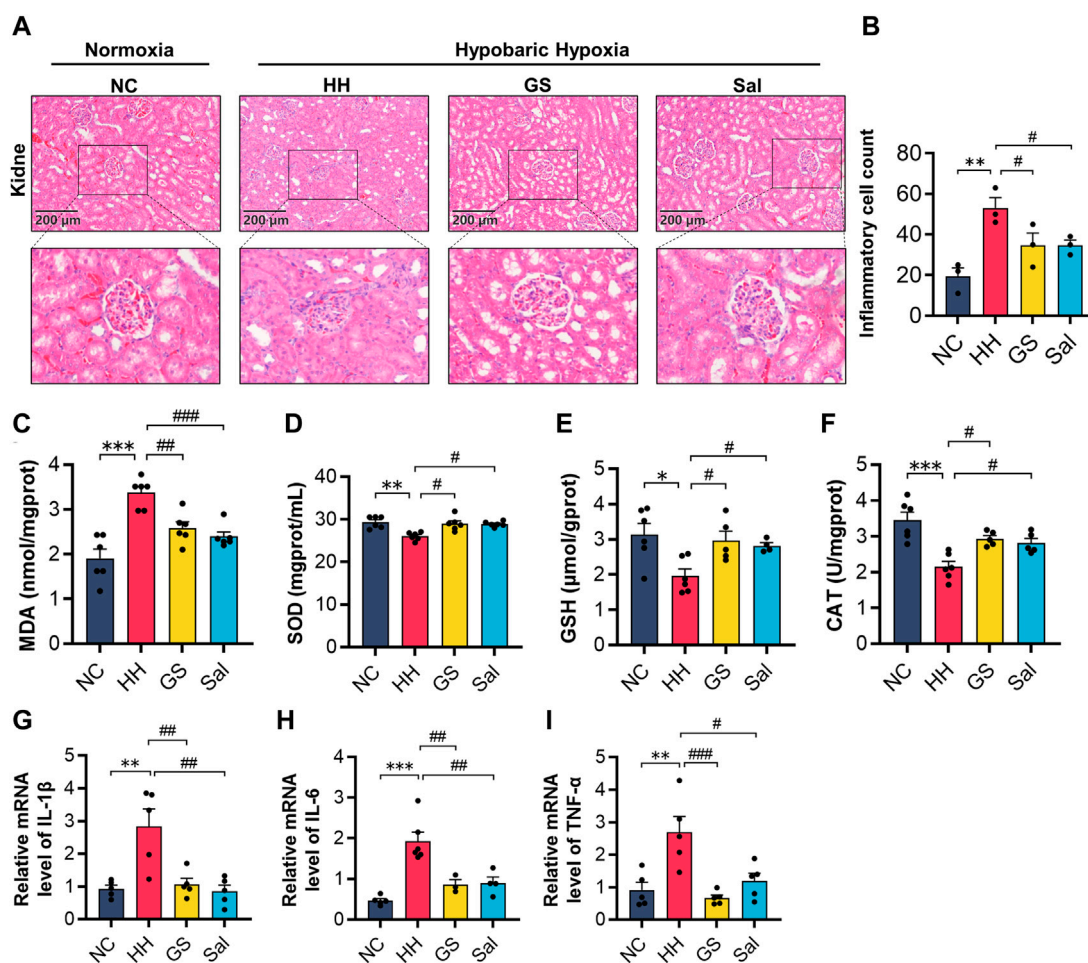 A
Normoxia Hypobaric Hypoxia
NC HH GS Sal
Kidne
200 μm 200 μm 200 μm 200 μm
B
Inflammatory cell count
80
60
40
20
0
** # #
NC HH GS Sal
C
MDA (nmol/mgprot)
4
3
2
1
0
*** ## ###
NC HH GS Sal
D
SOD (mgprot/mL)
40
30
20
10
0
** # #
NC HH GS Sal
E
GSH (μmol/gprot)
5
4
3
2
1
0
* # #
NC HH GS Sal
F
CAT (U/mgprot)
5
4
3
2
1
0
*** # #
NC HH GS Sal
G
Relative mRNA
level of IL-1β
5
4
3
2
1
0
** ## ##
NC HH GS Sal
H
Relative mRNA
level of IL-6
4
3
2
1
0
*** ## ##
NC HH GS Sal
I
Relative mRNA
level of TNF-α
5
4
3
2
1
0
** ### #
NC HH GS Sal